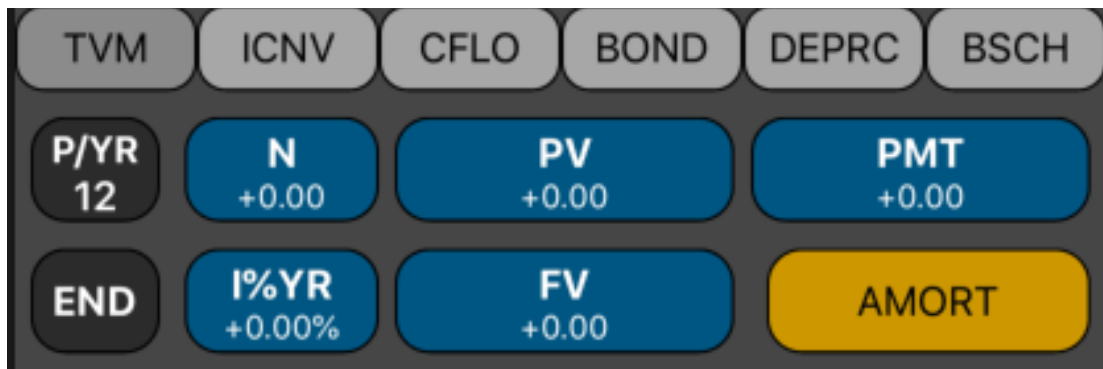 TVM ICNV CFLO BOND DEPRC BSCH
P/YR N PV PMT
12 +0.00 +0.00 +0.00
END I%YR FV AMORT
+0.00% +0.00